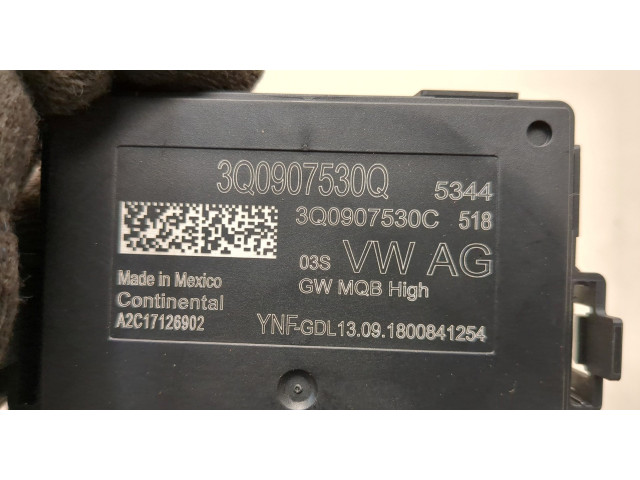 3Q0907530Q 5344
3Q0907530C 518
03S VW AG
GW MQB High
Made in Mexico
Continental
A2C17126902
YNF-GDL13.09.1800841254